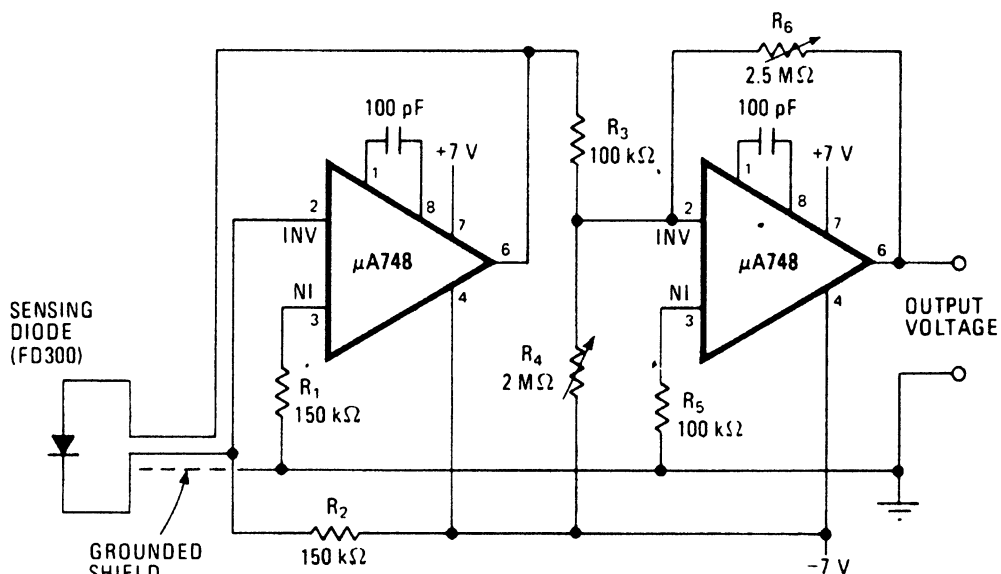 R6
2.5 MΩ
100 pF
+7 V
1
8
7
2
INV
6
μA748
NI
3
4
R3
100 kΩ
100 pF
+7 V
1
8
7
2
INV
6
μA748
NI
3
4
OUTPUT
VOLTAGE
SENSING
DIODE
(FD300)
R1
150 kΩ
R4
2 MΩ
R5
100 kΩ
R2
150 kΩ
GROUNDED
SHIELD
–7 V